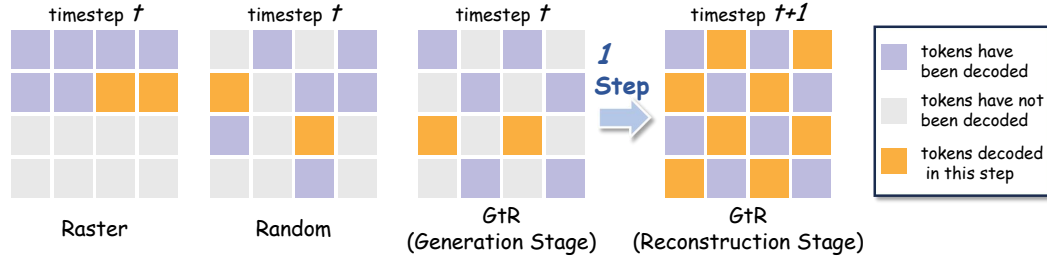 timestep t
timestep t
timestep t
timestep t+1
1
Step
tokens have
been decoded
tokens have not
been decoded
tokens decoded
in this step
Raster
Random
GtR
(Generation Stage)
GtR
(Reconstruction Stage)